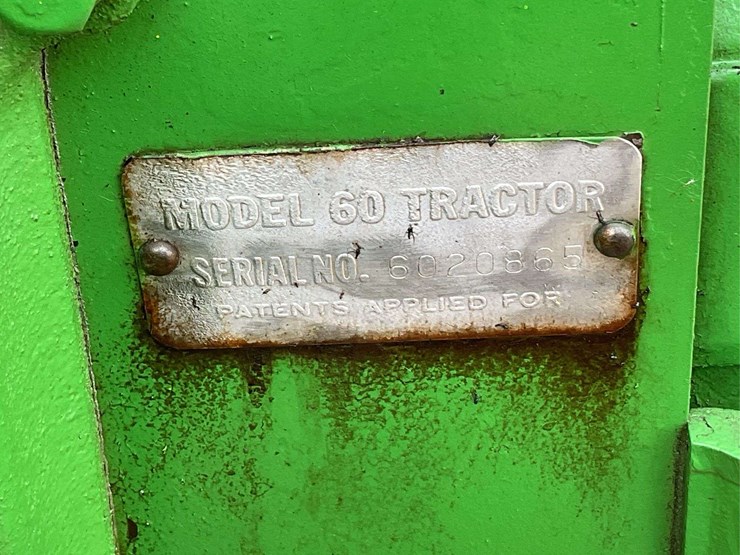 MODEL 60 TRACTOR
SERIAL NO. 6020865
PATENTS APPLIED FOR